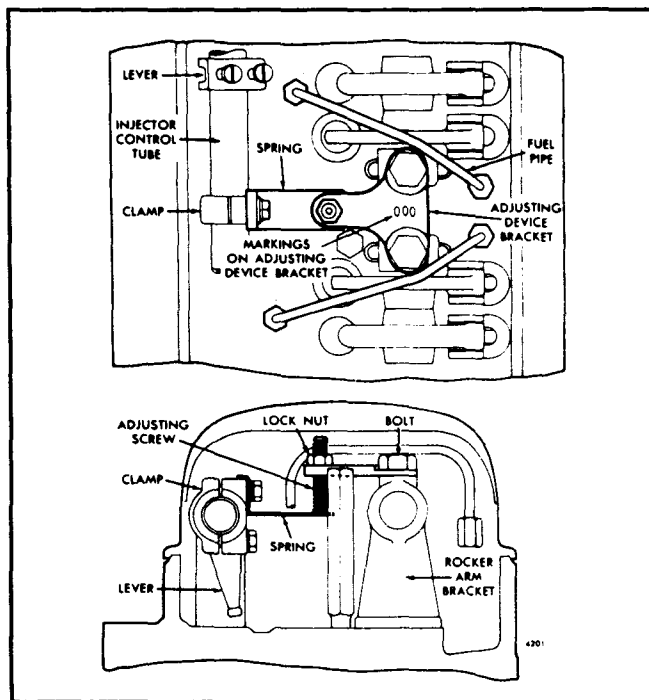 LEVER
INJECTOR
CONTROL
TUBE
SPRING
FUEL
PIPE
CLAMP
ADJUSTING
DEVICE
BRACKET
000
MARKINGS
ON ADJUSTING
DEVICE BRACKET
ADJUSTING
SCREW
LOCK NUT
BOLT
CLAMP
SPRING
LEVER
ROCKER
ARM
BRACKET
4201